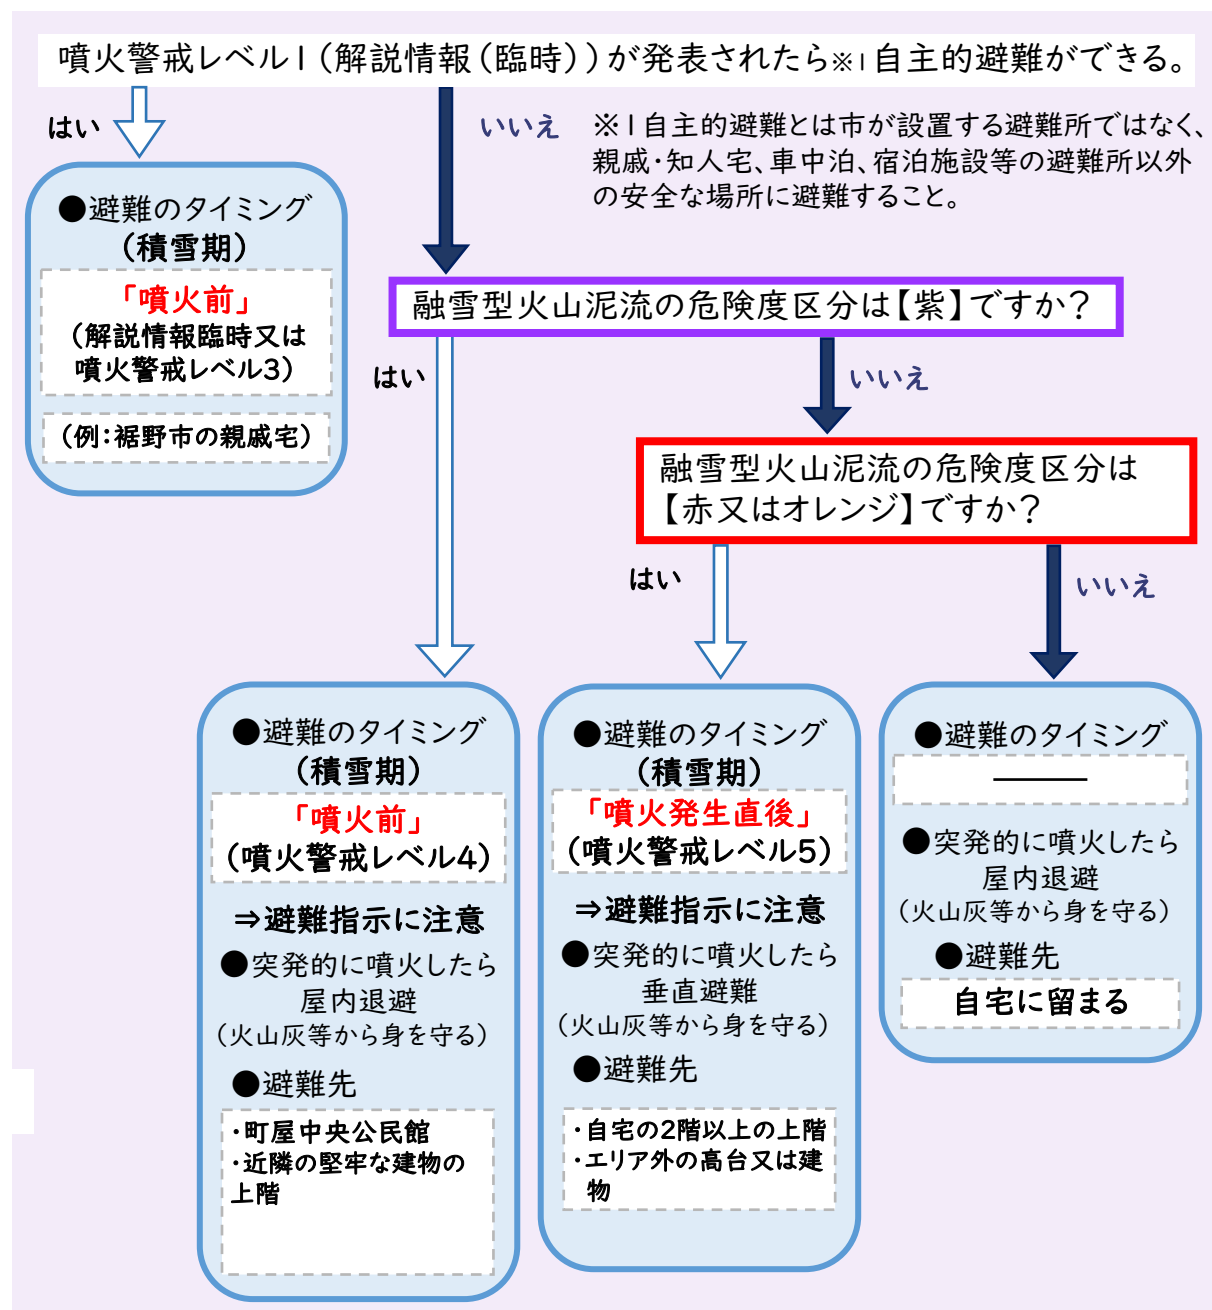 噴火警戒レベル1（解説情報（臨時））が発表されたら※1自主的避難ができる。
はい
いいえ
※1自主的避難とは市が設置する避難所ではなく、
親戚・知人宅、車中泊、宿泊施設等の避難所以外
の安全な場所に避難すること。
●避難のタイミング
（積雪期）
「噴火前」
（解説情報臨時又は
噴火警戒レベル3）
（例：裾野市の親戚宅）
融雪型火山泥流の危険度区分は【紫】ですか？
はい
いいえ
融雪型火山泥流の危険度区分は
【赤又はオレンジ】ですか？
はい
いいえ
●避難のタイミング
（積雪期）
「噴火前」
（噴火警戒レベル4）
⇒避難指示に注意
●突発的に噴火したら
屋内退避
（火山灰等から身を守る）
●避難先
・町屋中央公民館
・近隣の堅牢な建物の
上階
●避難のタイミング
（積雪期）
「噴火発生直後」
（噴火警戒レベル5）
⇒避難指示に注意
●突発的に噴火したら
垂直避難
（火山灰等から身を守る）
●避難先
・自宅の2階以上の上階
・エリア外の高台又は建
物
●避難のタイミング
―――
●突発的に噴火したら
屋内退避
（火山灰等から身を守る）
●避難先
自宅に留まる